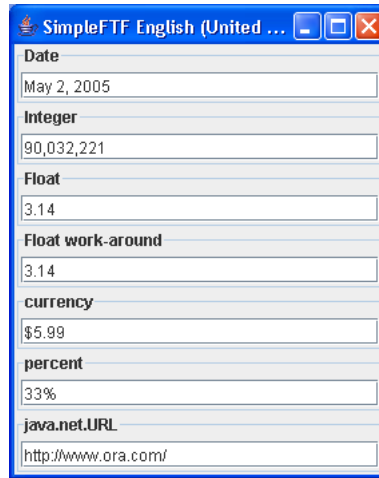 SimpleFTF English (United ...
Date
May 2, 2005
Integer
90,032,221
Float
3.14
Float work-around
3.14
currency
$5.99
percent
33%
java.net.URL
http://www.ora.com/